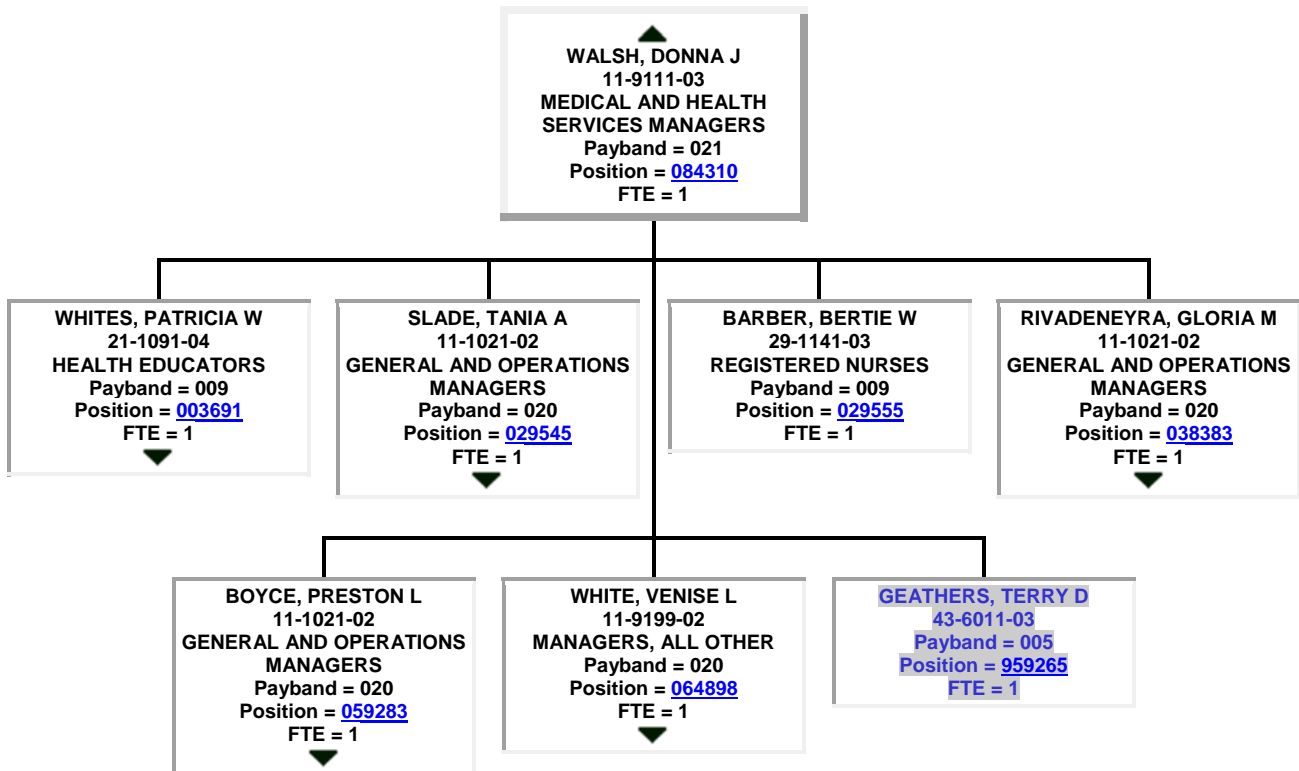 WALSH, DONNA J
11-9111-03
MEDICAL AND HEALTH
SERVICES MANAGERS
Payband = 021
Position = 084310
FTE = 1
WHITES, PATRICIA W
21-1091-04
HEALTH EDUCATORS
Payband = 009
Position = 003691
FTE = 1
SLADE, TANIA A
11-1021-02
GENERAL AND OPERATIONS
MANAGERS
Payband = 020
Position = 029545
FTE = 1
BARBER, BERTIE W
29-1141-03
REGISTERED NURSES
Payband = 009
Position = 029555
FTE = 1
RIVADENEYRA, GLORIA M
11-1021-02
GENERAL AND OPERATIONS
MANAGERS
Payband = 020
Position = 038383
FTE = 1
BOYCE, PRESTON L
11-1021-02
GENERAL AND OPERATIONS
MANAGERS
Payband = 020
Position = 059283
FTE = 1
WHITE, VENISE L
11-9199-02
MANAGERS, ALL OTHER
Payband = 020
Position = 064898
FTE = 1
GEATHERS, TERRY D
43-6011-03
Payband = 005
Position = 959265
FTE = 1